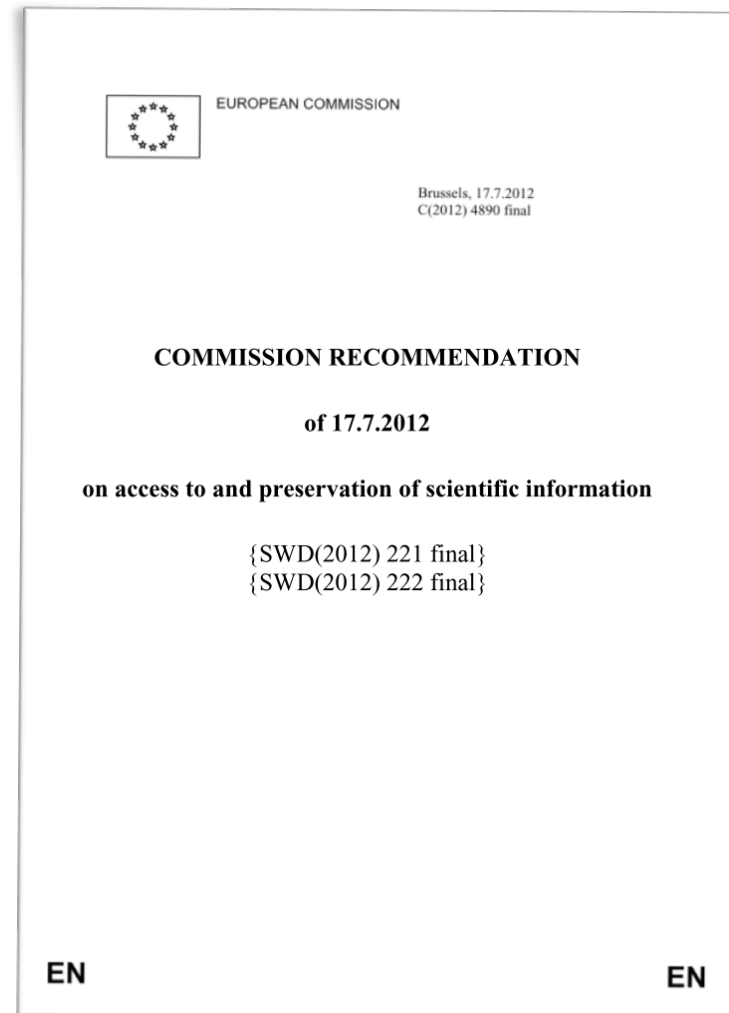 EUROPEAN COMMISSION
Brussels, 17.7.2012
C(2012) 4890 final
COMMISSION RECOMMENDATION
of 17.7.2012
on access to and preservation of scientific information
{SWD(2012) 221 final}
{SWD(2012) 222 final}
EN EN